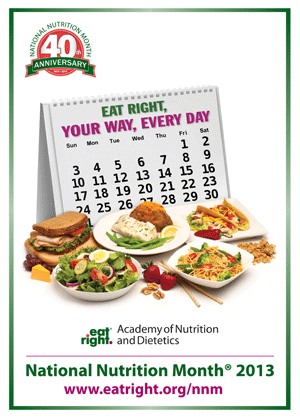 NATIONAL NUTRITION MONTH
40th
ANNIVERSARY
EAT RIGHT,
YOUR WAY, EVERY DAY
Sun Mon Tue Wed Thu Fri Sat
1 2
3 4 5 6 7 8 9
10 11 12 13 14 15 16
17 18 19 20 21 22 23
24 25 26 27 28 29 30
31
eat right. Academy of Nutrition
and Dietetics
National Nutrition Month® 2013
www.eatright.org/nnm